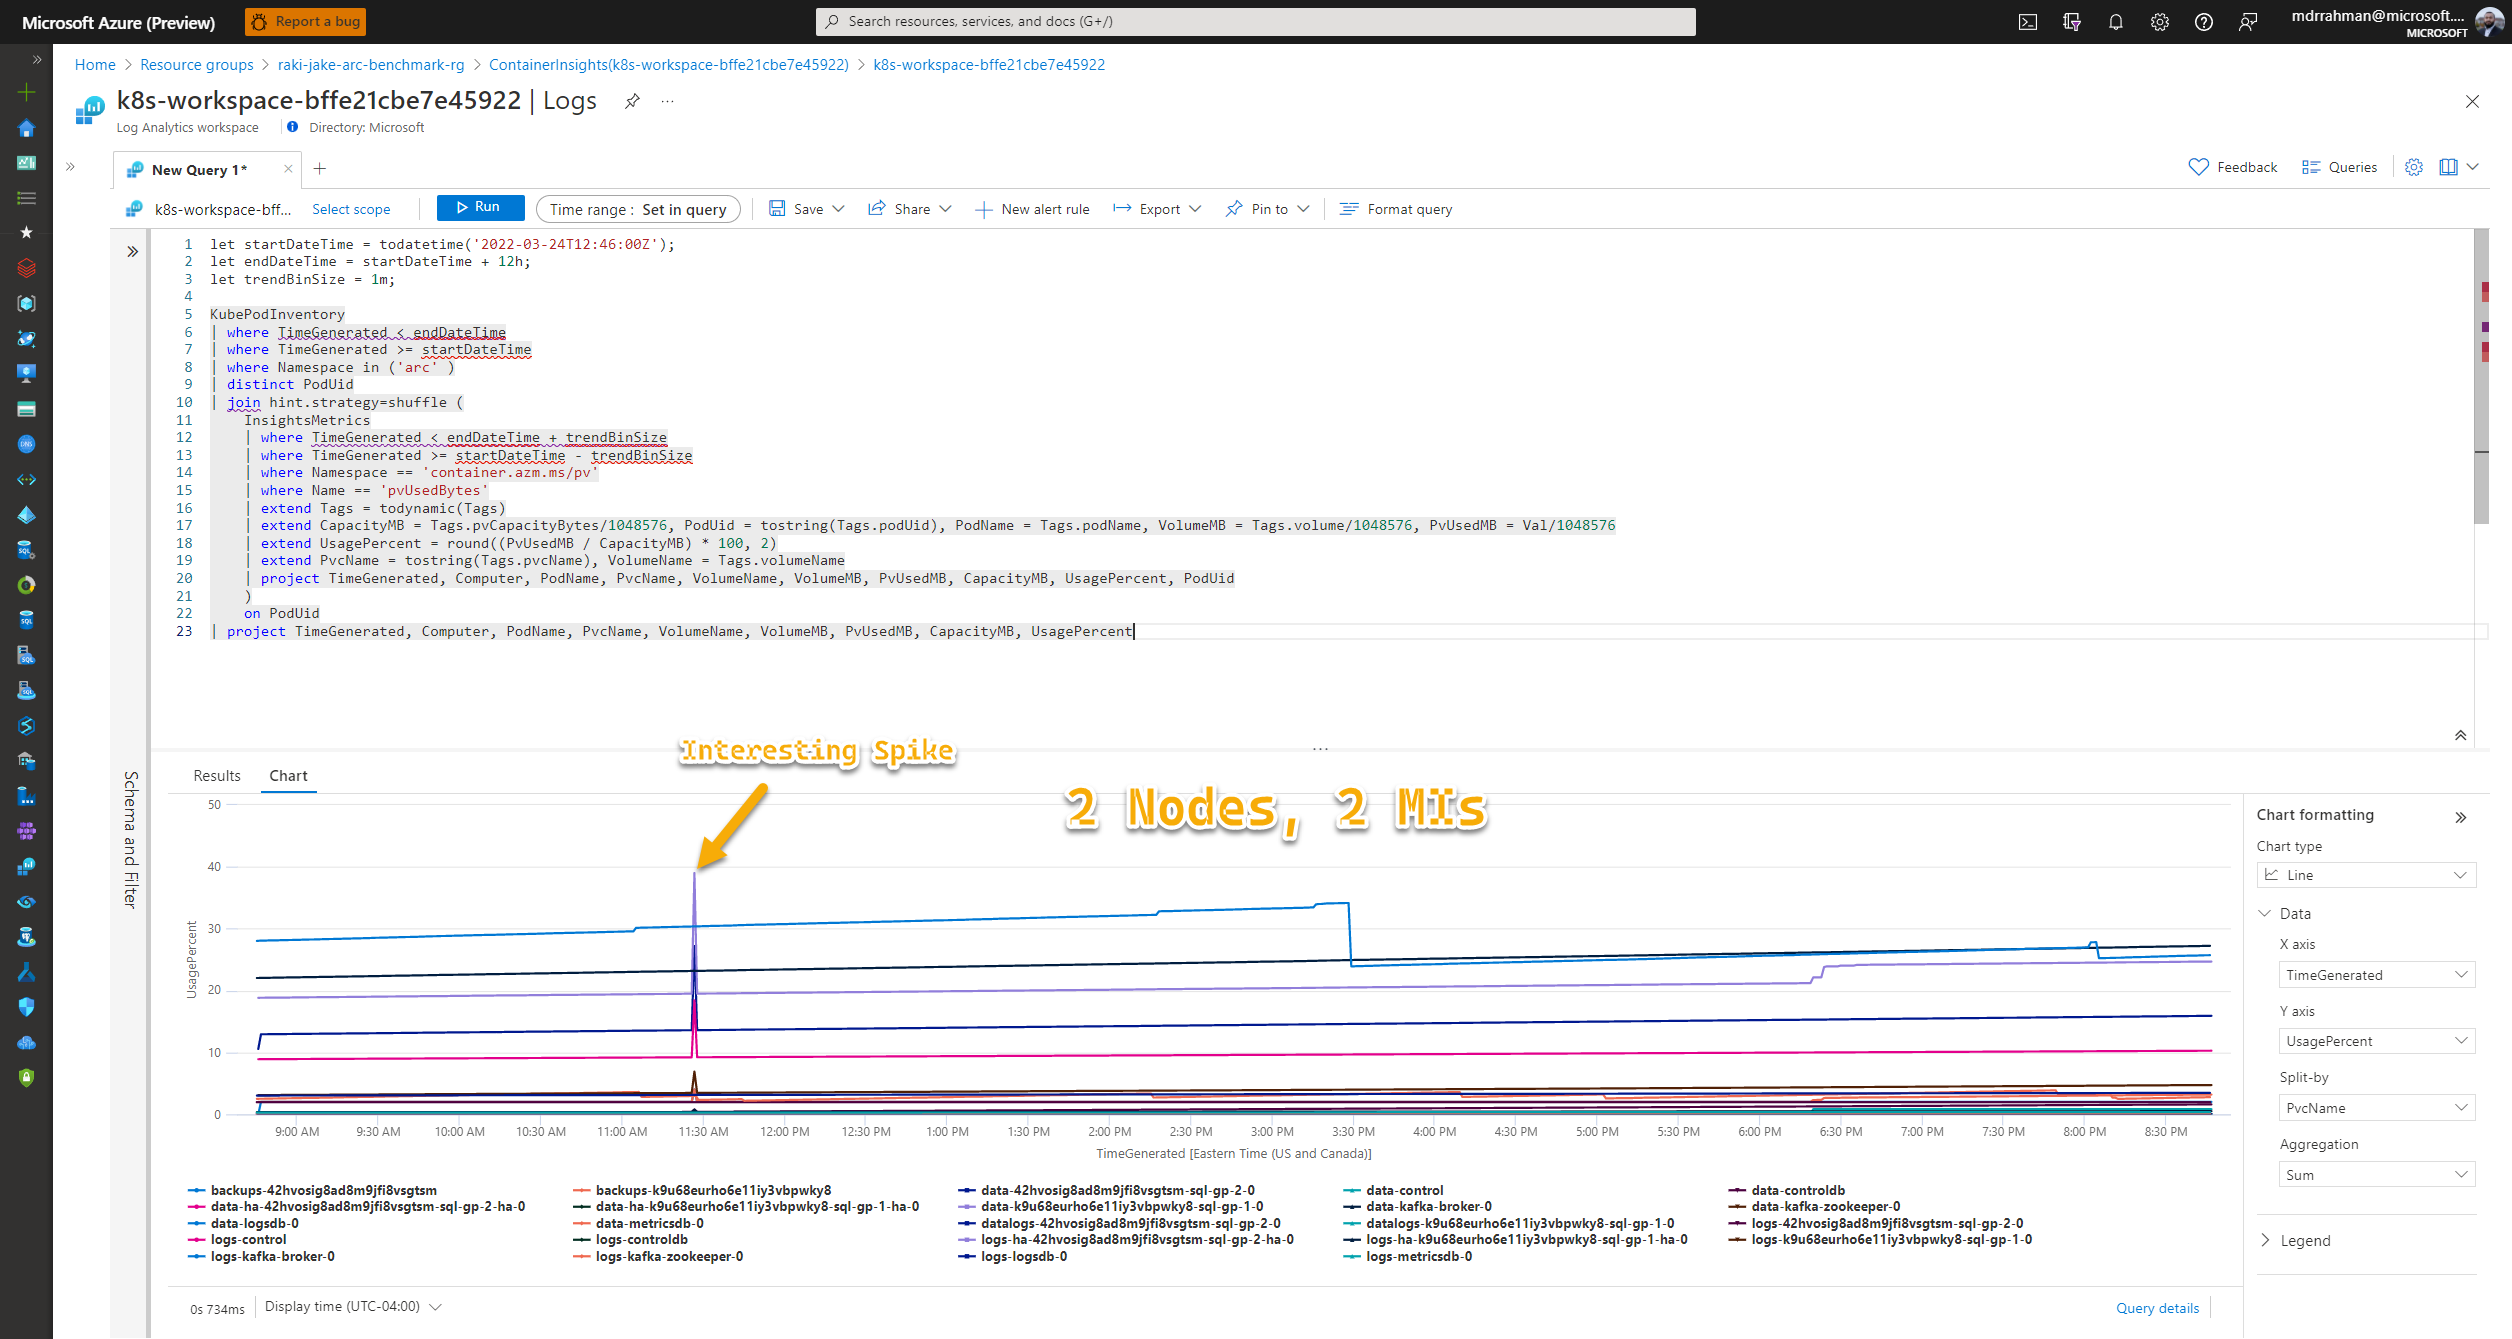 Microsoft Azure (Preview)
Report a bug
Search resources, services, and docs (G+/)
mdrrahman@microsoft....
MICROSOFT
Home > Resource groups > raki-jake-arc-benchmark-rg > ContainerInsights(k8s-workspace-bffe21cbe7e45922) > k8s-workspace-bffe21cbe7e45922
k8s-workspace-bffe21cbe7e45922 | Logs
Log Analytics workspace
Directory: Microsoft
New Query 1*
Feedback
Queries
k8s-workspace-bff...
Select scope
Run
Time range : Set in query
Save
Share
New alert rule
Export
Pin to
Format query
1 let startDateTime = todatetime('2022-03-24T12:46:00Z');
2 let endDateTime = startDateTime + 12h;
3 let trendBinSize = 1m;
4
5 KubePodInventory
6 | where TimeGenerated < endDateTime
7 | where TimeGenerated >= startDateTime
8 | where Namespace in ('arc' )
9 | distinct PodUid
10 | join hint.strategy=shuffle (
11 InsightsMetrics
12 | where TimeGenerated < endDateTime + trendBinSize
13 | where TimeGenerated >= startDateTime - trendBinSize
14 | where Namespace == 'container.azm.ms/pv'
15 | where Name == 'pvUsedBytes'
16 | extend Tags = todynamic(Tags)
17 | extend CapacityMB = Tags.pvCapacityBytes/1048576, PodUid = tostring(Tags.podUid), PodName = Tags.podName, VolumeMB = Tags.volume/1048576, PvUsedMB = Val/1048576
18 | extend UsagePercent = round((PvUsedMB / CapacityMB) * 100, 2)
19 | extend PvcName = tostring(Tags.pvcName), VolumeName = Tags.volumeName
20 | project TimeGenerated, Computer, PodName, PvcName, VolumeName, VolumeMB, PvUsedMB, CapacityMB, UsagePercent, PodUid
21 )
22 on PodUid
23 | project TimeGenerated, Computer, PodName, PvcName, VolumeName, VolumeMB, PvUsedMB, CapacityMB, UsagePercent
Schema and Filter
Results
Chart
Interesting Spike
2 Nodes, 2 MIs
UsagePercent
50
40
30
20
10
0
9:00 AM 9:30 AM 10:00 AM 10:30 AM 11:00 AM 11:30 AM 12:00 PM 12:30 PM 1:00 PM 1:30 PM 2:00 PM 2:30 PM 3:00 PM 3:30 PM 4:00 PM 4:30 PM 5:00 PM 5:30 PM 6:00 PM 6:30 PM 7:00 PM 7:30 PM 8:00 PM 8:30 PM
TimeGenerated [Eastern Time (US and Canada)]
backups-42hvosig8ad8m9jfi8vsgtsm backups-k9u68eurho6e11iy3vbpwky8 data-42hvosig8ad8m9jfi8vsgtsm-sql-gp-2-0 data-control data-controldb
data-ha-42hvosig8ad8m9jfi8vsgtsm-sql-gp-2-ha-0 data-ha-k9u68eurho6e11iy3vbpwky8-sql-gp-1-ha-0 data-k9u68eurho6e11iy3vbpwky8-sql-gp-1-0 data-kafka-broker-0 data-kafka-zookeeper-0
data-logsdb-0 data-metricsdb-0 datalogs-42hvosig8ad8m9jfi8vsgtsm-sql-gp-2-0 datalogs-k9u68eurho6e11iy3vbpwky8-sql-gp-1-0 logs-42hvosig8ad8m9jfi8vsgtsm-sql-gp-2-0
logs-control logs-controldb logs-ha-42hvosig8ad8m9jfi8vsgtsm-sql-gp-2-ha-0 logs-ha-k9u68eurho6e11iy3vbpwky8-sql-gp-1-ha-0 logs-k9u68eurho6e11iy3vbpwky8-sql-gp-1-0
logs-kafka-broker-0 logs-kafka-zookeeper-0 logs-logsdb-0 logs-metricsdb-0
Chart formatting
Chart type
Line
Data
X axis
TimeGenerated
Y axis
UsagePercent
Split-by
PvcName
Aggregation
Sum
Legend
0s 734ms
Display time (UTC-04:00)
Query details